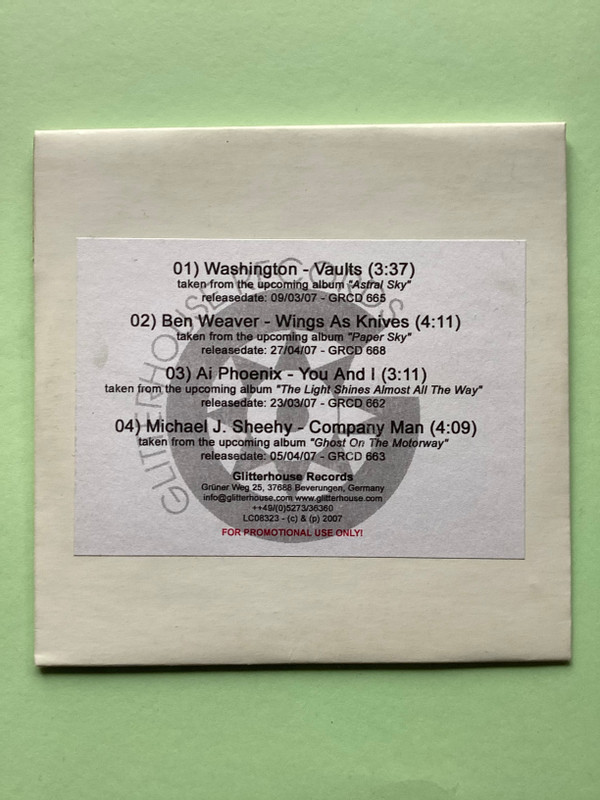 GLITTERHOUSE RECORDS
01) Washington - Vaults (3:37)
taken from the upcoming album "Astral Sky"
releasedate: 09/03/07 - GRCD 665
02) Ben Weaver - Wings As Knives (4:11)
taken from the upcoming album "Paper Sky"
releasedate: 27/04/07 - GRCD 668
03) Ai Phoenix - You And I (3:11)
taken from the upcoming album "The Light Shines Almost All The Way"
releasedate: 23/03/07 - GRCD 662
04) Michael J. Sheehy - Company Man (4:09)
taken from the upcoming album "Ghost On The Motorway"
releasedate: 05/04/07 - GRCD 663
Glitterhouse Records
Grüner Weg 25, 37688 Beverungen, Germany
info@glitterhouse.com www.glitterhouse.com
++49/(0)5273/36360
LC08323 - (c) & (p) 2007
FOR PROMOTIONAL USE ONLY!